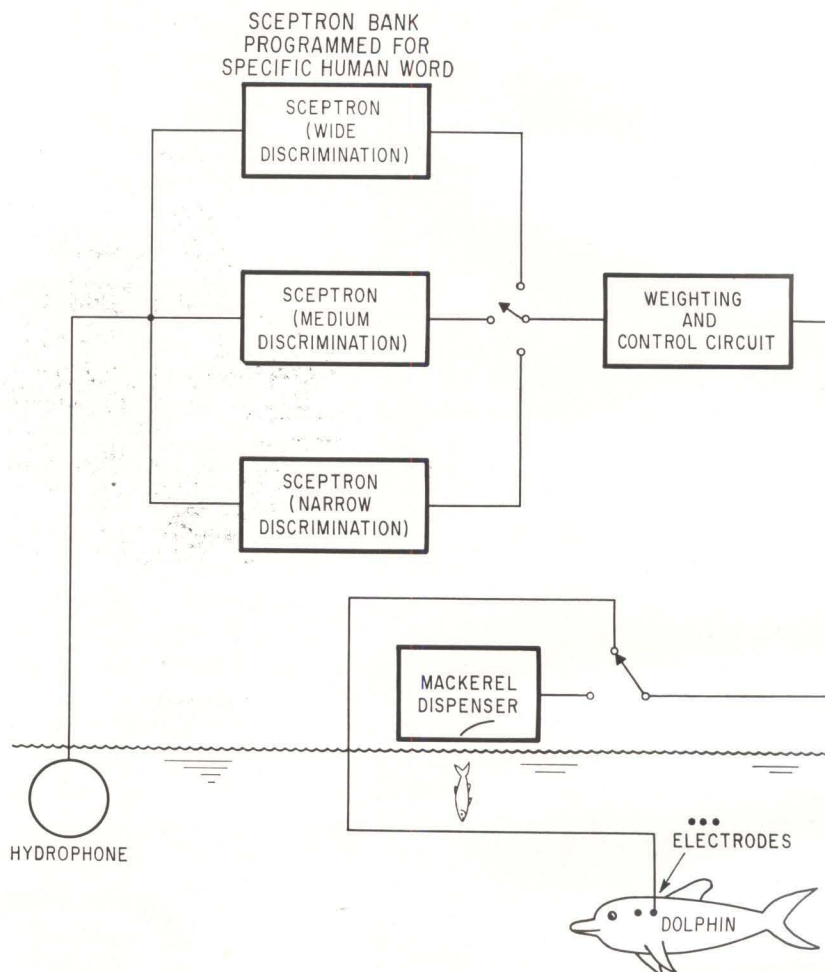 SCEPTRON BANK
PROGRAMMED FOR
SPECIFIC HUMAN WORD
SCEPTRON
(WIDE
DISCRIMINATION)
SCEPTRON
(MEDIUM
DISCRIMINATION)
WEIGHTING
AND
CONTROL CIRCUIT
SCEPTRON
(NARROW
DISCRIMINATION)
MACKEREL
DISPENSER
HYDROPHONE
ELECTRODES
DOLPHIN